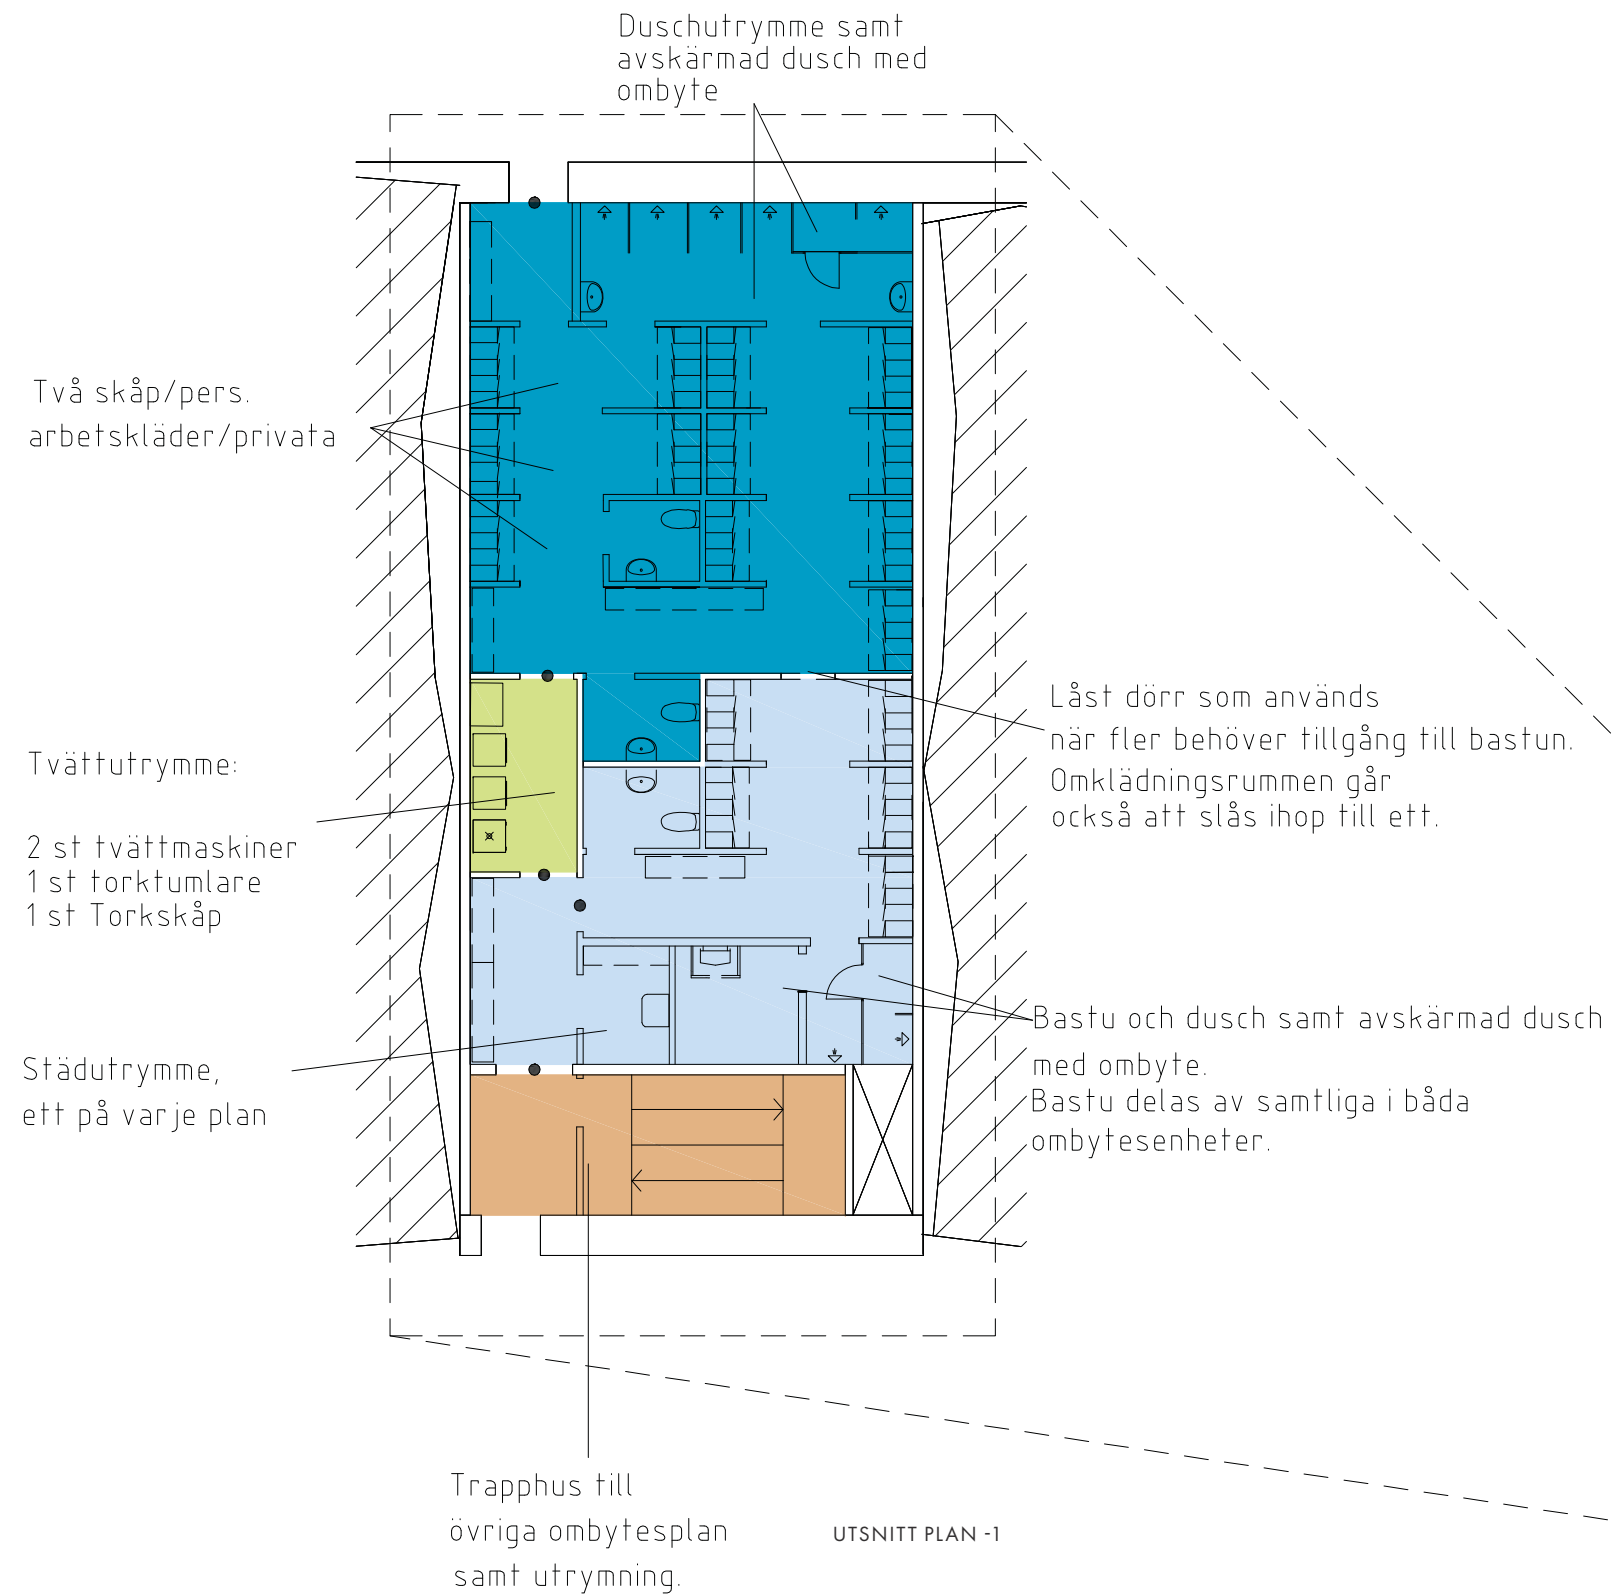 Duschutrymme samt
avskärmad dusch med
ombyte
Två skåp/pers.
arbetskläder/privata
Låst dörr som används
när fler behöver tillgång till bastun.
Omklädningsrummen går
också att slås ihop till ett.
Tvättutrymme:
2 st tvättmaskiner
1 st torktumlare
1 st Torkskåp
Bastu och dusch samt avskärmad dusch
med ombyte.
Bastu delas av samtliga i båda
ombytesenheter.
Städutrymme,
ett på varje plan
Trapphus till
övriga ombytesplan
samt utrymning.
UTSNITT PLAN -1